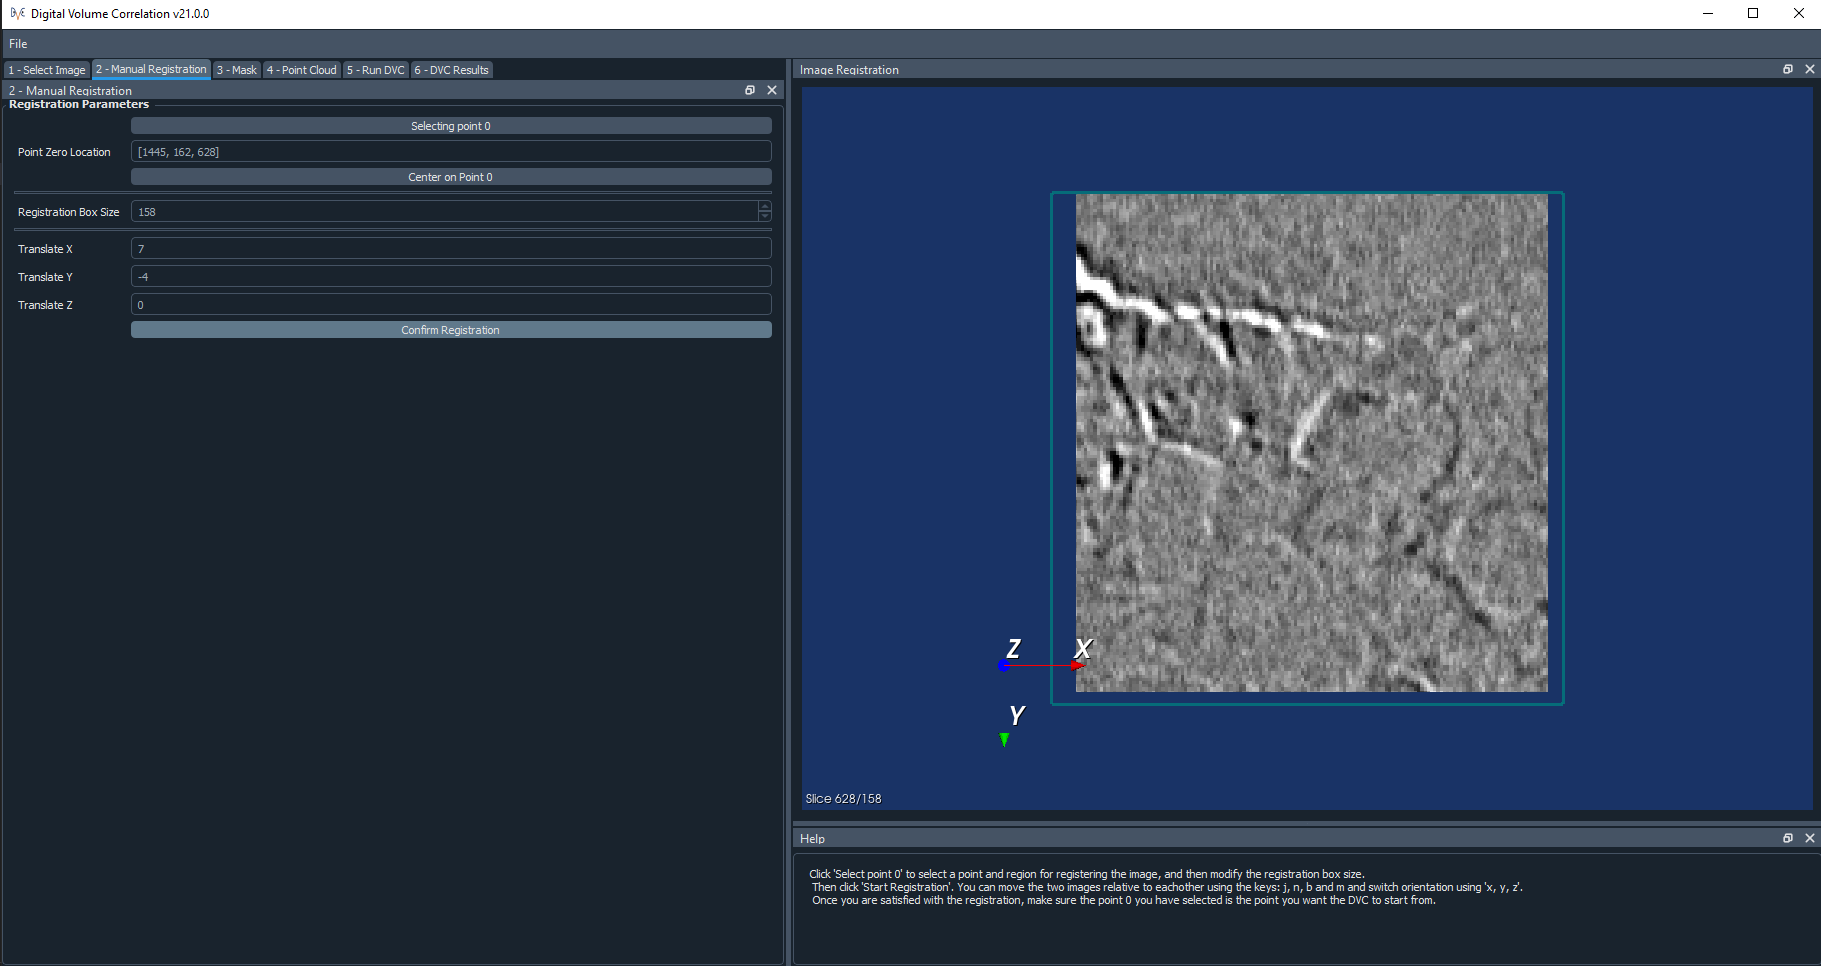 Digital Volume Correlation v21.0.0
File
1 - Select Image
2 - Manual Registration
3 - Mask
4 - Point Cloud
5 - Run DVC
6 - DVC Results
2 - Manual Registration
Registration Parameters
Selecting point 0
Point Zero Location
[1445, 162, 628]
Center on Point 0
Registration Box Size
158
Translate X
7
Translate Y
-4
Translate Z
0
Confirm Registration
Image Registration
Z
X
Y
Slice 628/158
Help
Click 'Select point 0' to select a point and region for registering the image, and then modify the registration box size.
Then click 'Start Registration'. You can move the two images relative to eachother using the keys: j, n, b and m and switch orientation using 'x, y, z'.
Once you are satisfied with the registration, make sure the point 0 you have selected is the point you want the DVC to start from.